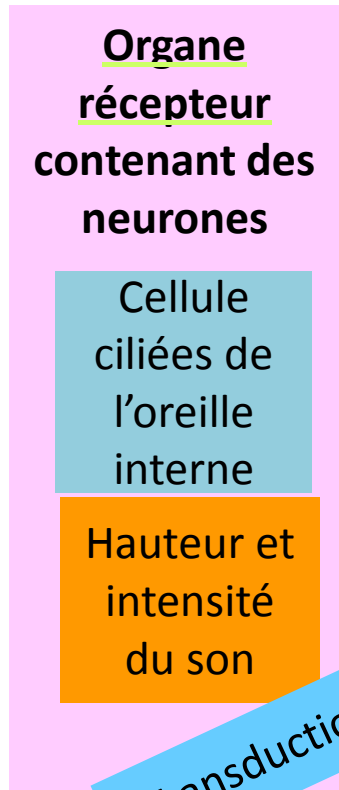 Organe
récepteur
contenant des
neurones
Cellule
ciliées de
l’oreille
interne
Hauteur et
intensité
du son